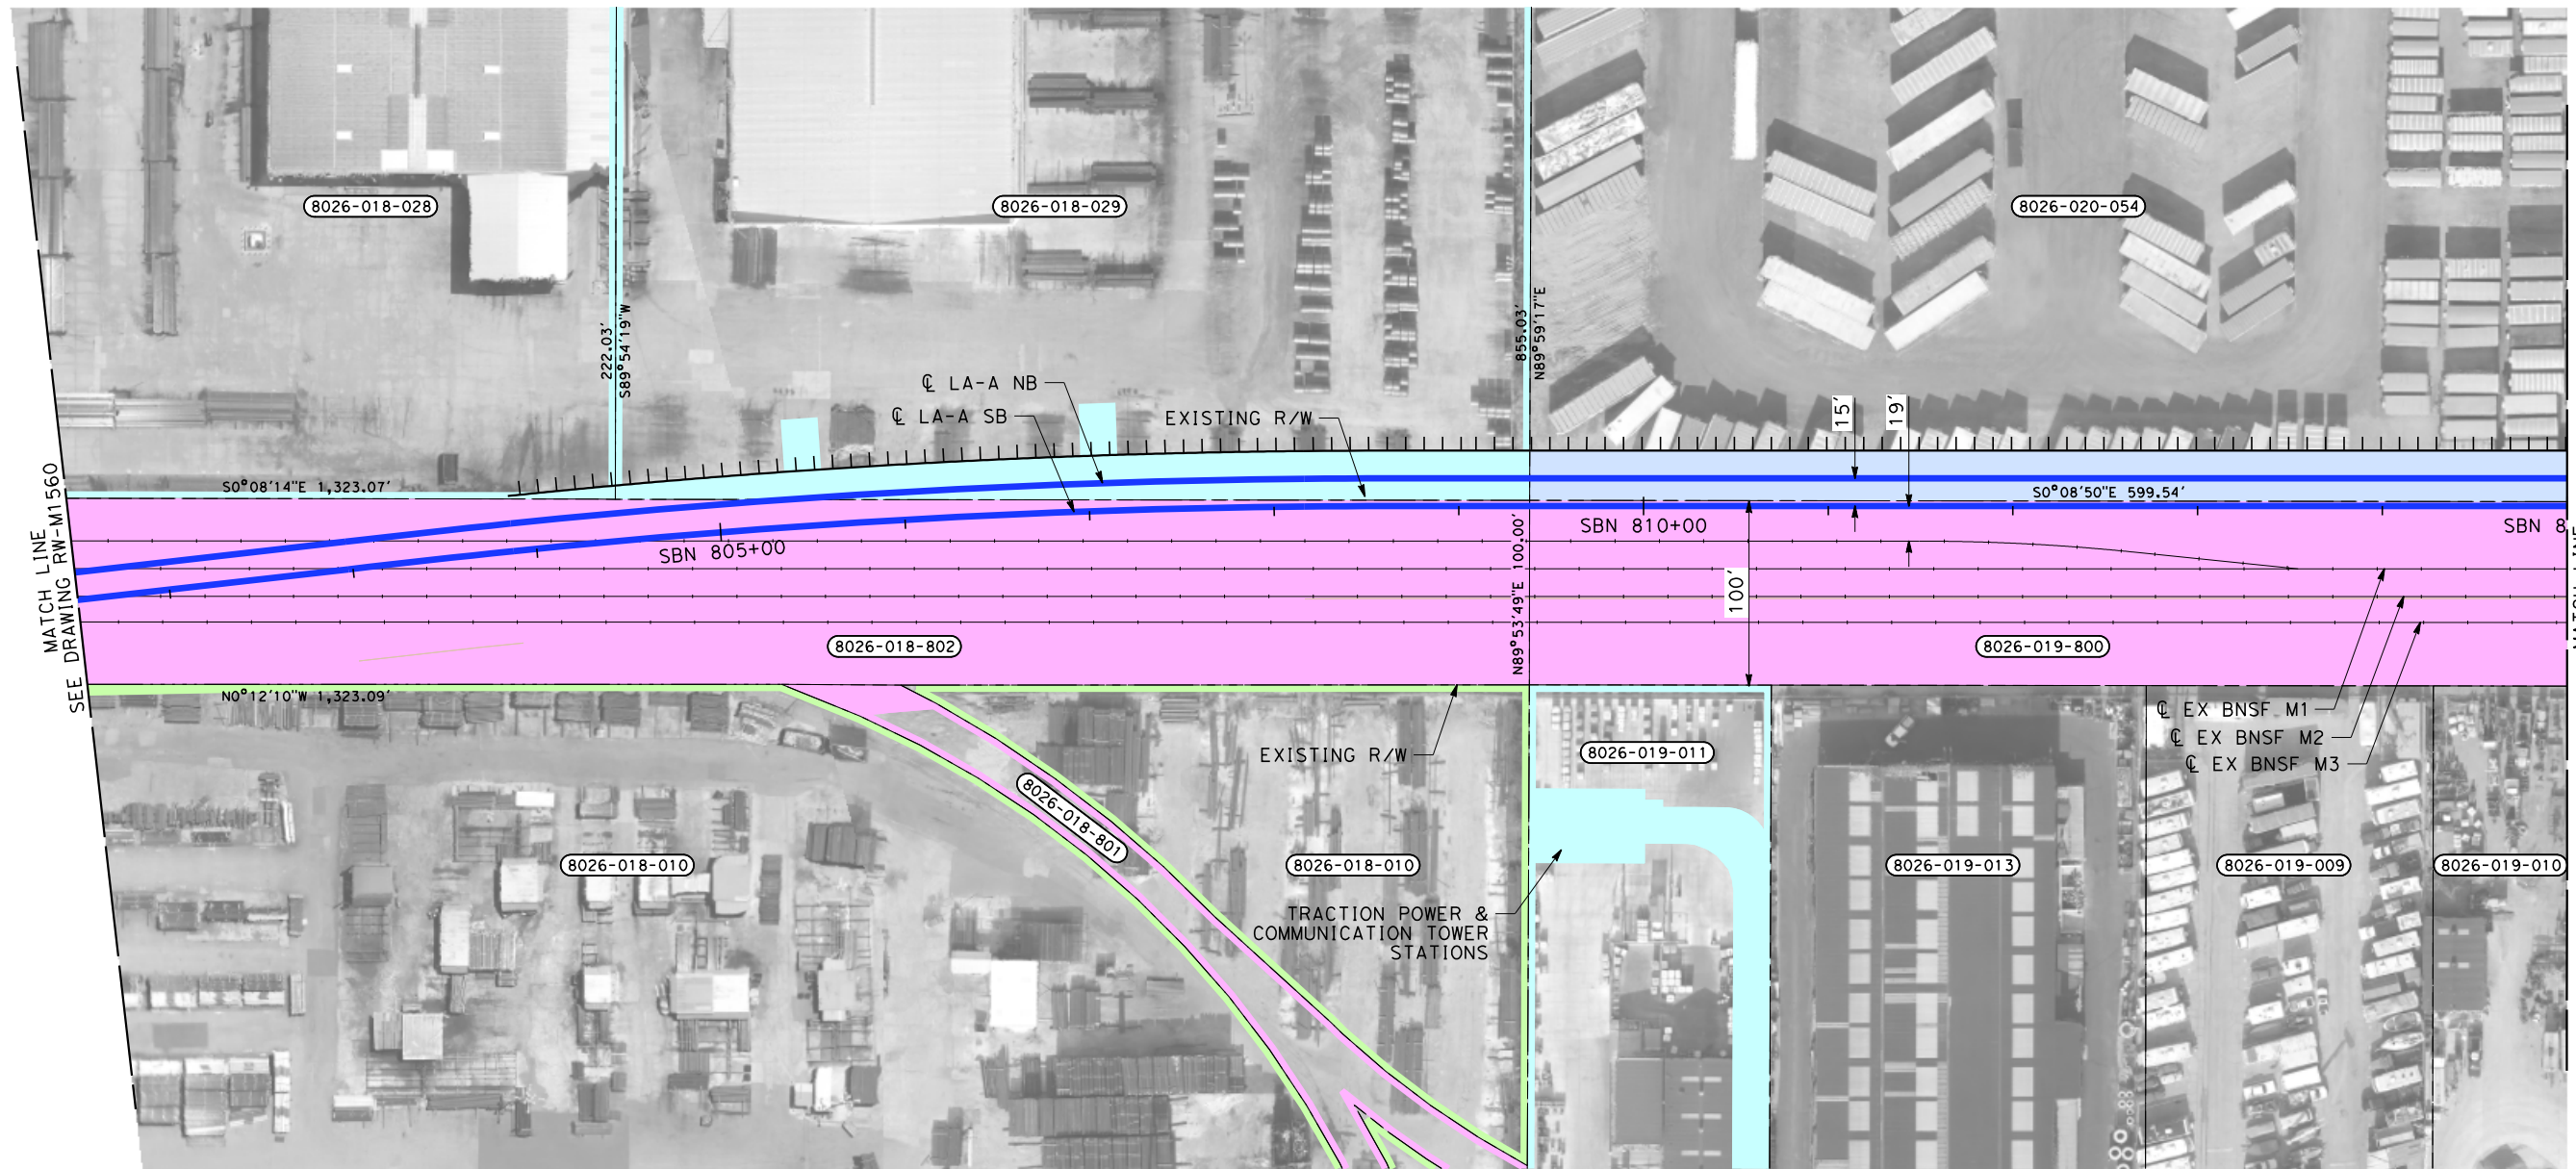 8026-018-028
8026-018-029
8026-020-054
222.03'
S89°54'19"W
855.03'
N89°59'17"E
℄ LA-A NB
℄ LA-A SB
EXISTING R/W
15'
19'
MATCH LINE
SEE DRAWING RW-M1560
S0°08'14"E 1,323.07'
S0°08'50"E 599.54'
SBN 805+00
SBN 810+00
SBN 8
N89°53'49"E 100.00'
100'
8026-018-802
8026-019-800
N0°12'10"W 1,323.09'
℄ EX BNSF M1
℄ EX BNSF M2
℄ EX BNSF M3
EXISTING R/W
8026-019-011
8026-018-801
8026-018-010
8026-018-010
8026-019-013
8026-019-009
8026-019-010
TRACTION POWER &
COMMUNICATION TOWER
STATIONS